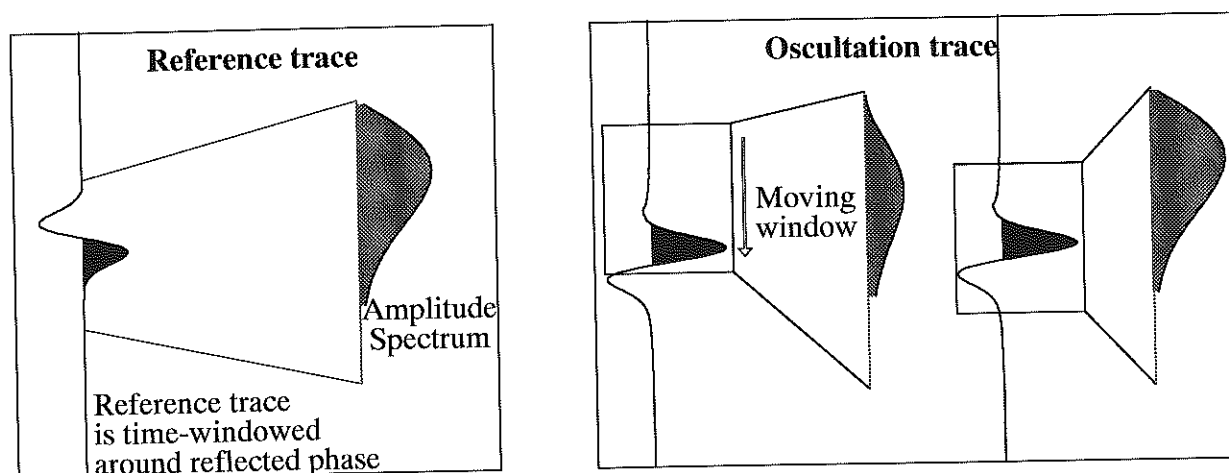 Reference trace
Amplitude
Spectrum
Reference trace
is time-windowed
around reflected phase
Oscultation trace
Moving
window